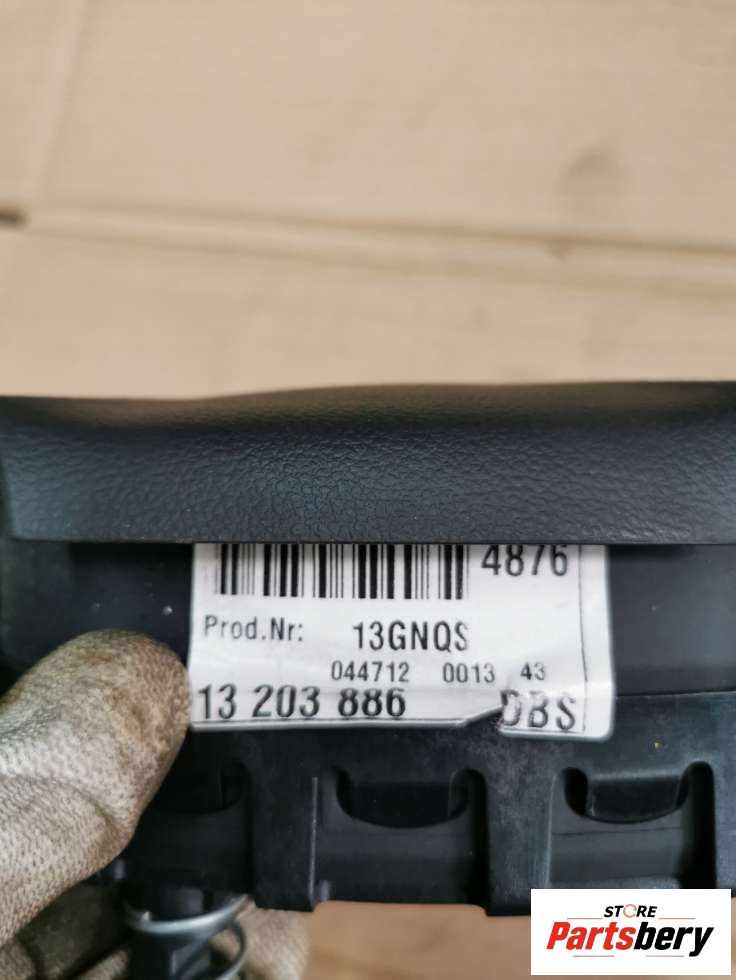 4876
Prod.Nr: 13GNQS
044712 0013 43
13 203 886 DBS
STORE
Partsbery